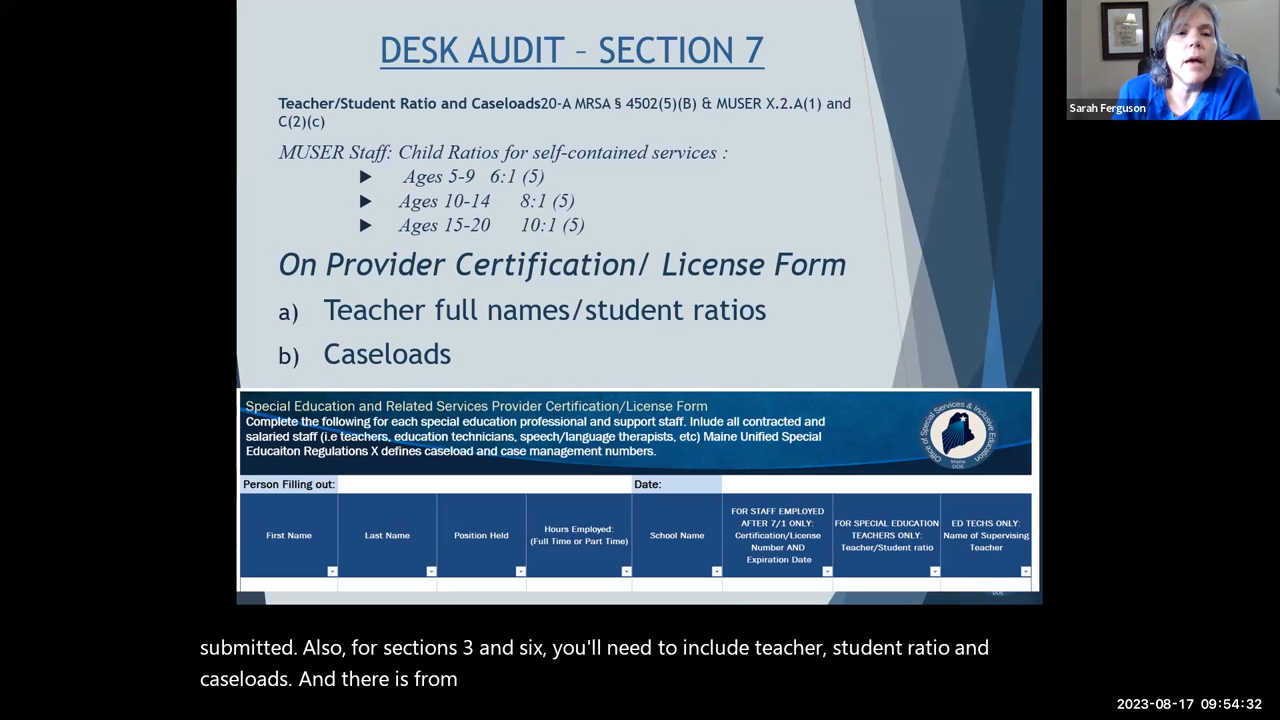 DESK AUDIT – SECTION 7
Teacher/Student Ratio and Caseloads20-A MRSA § 4502(5)(B) & MUSER X.2.A(1) and
C(2)(c)
MUSER Staff: Child Ratios for self-contained services :
Ages 5-9 6:1 (5)
Ages 10-14 8:1 (5)
Ages 15-20 10:1 (5)
On Provider Certification/ License Form
a) Teacher full names/student ratios
b) Caseloads
Sarah Ferguson
Special Education and Related Services Provider Certification/License Form
Complete the following for each special education professional and support staff. Inlude all contracted and
salaried staff (i.e teachers, education technicians, speech/language therapists, etc) Maine Unified Special
Educaiton Regulations X defines caseload and case management numbers.
Office of Special Services & Inclusive Education
Maine
DOE
Person Filling out:
Date:
First Name
Last Name
Position Held
Hours Employed:
(Full Time or Part Time)
School Name
FOR STAFF EMPLOYED
AFTER 7/1 ONLY:
Certification/License
Number AND
Expiration Date
FOR SPECIAL EDUCATION
TEACHERS ONLY:
Teacher/Student ratio
ED TECHS ONLY:
Name of Supervising
Teacher
DOE
submitted. Also, for sections 3 and six, you'll need to include teacher, student ratio and
caseloads. And there is from
2023-08-17 09:54:32